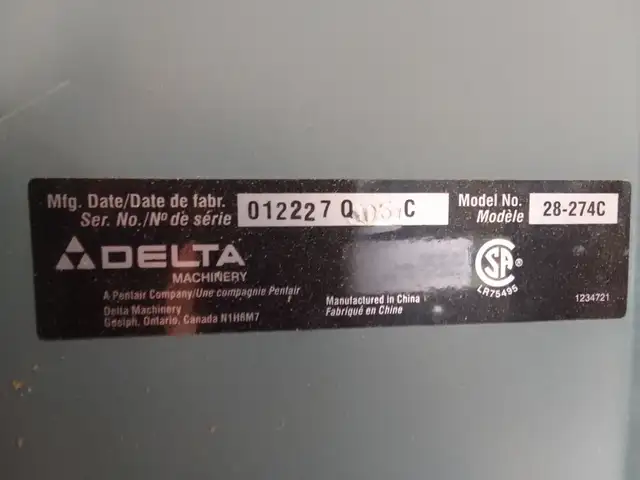 Mfg. Date/Date de fabr.
Ser. No./Nº de série
012227 Q C
Model No.
Modèle
28-274C
DELTA
MACHINERY
A Pentair Company/Une compagnie Pentair
Delta Machinery
Guelph, Ontario, Canada N1H6M7
Manufactured in China
Fabriqué en Chine
SA®
LR75495
1234721